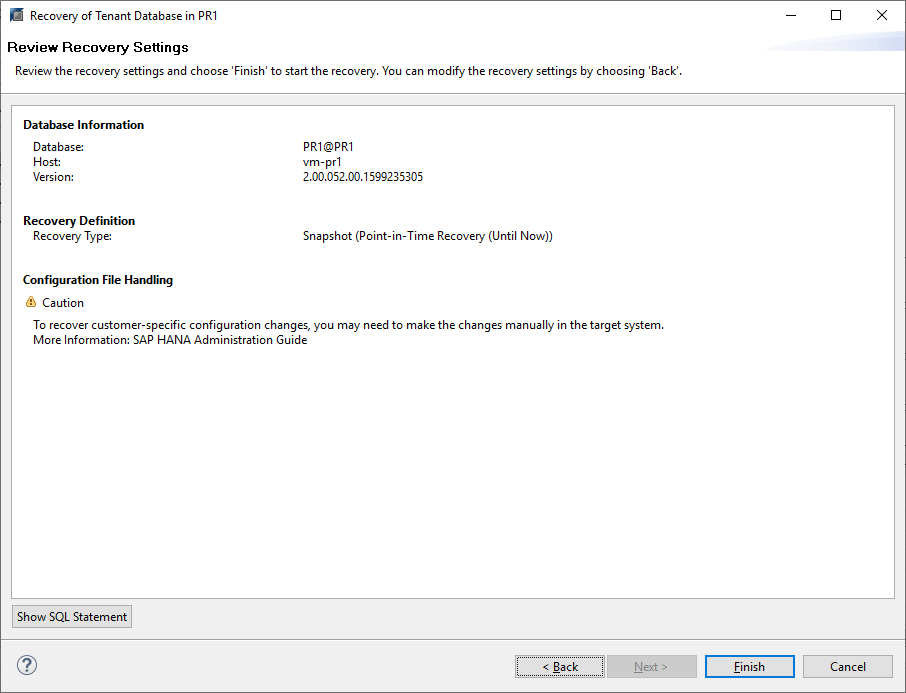 Recovery of Tenant Database in PR1
Review Recovery Settings
Review the recovery settings and choose 'Finish' to start the recovery. You can modify the recovery settings by choosing 'Back'.
Database Information
Database: PR1@PR1
Host: vm-pr1
Version: 2.00.052.00.1599235305
Recovery Definition
Recovery Type: Snapshot (Point-in-Time Recovery (Until Now))
Configuration File Handling
Caution
To recover customer-specific configuration changes, you may need to make the changes manually in the target system.
More Information: SAP HANA Administration Guide
Show SQL Statement
? < Back Next > Finish Cancel